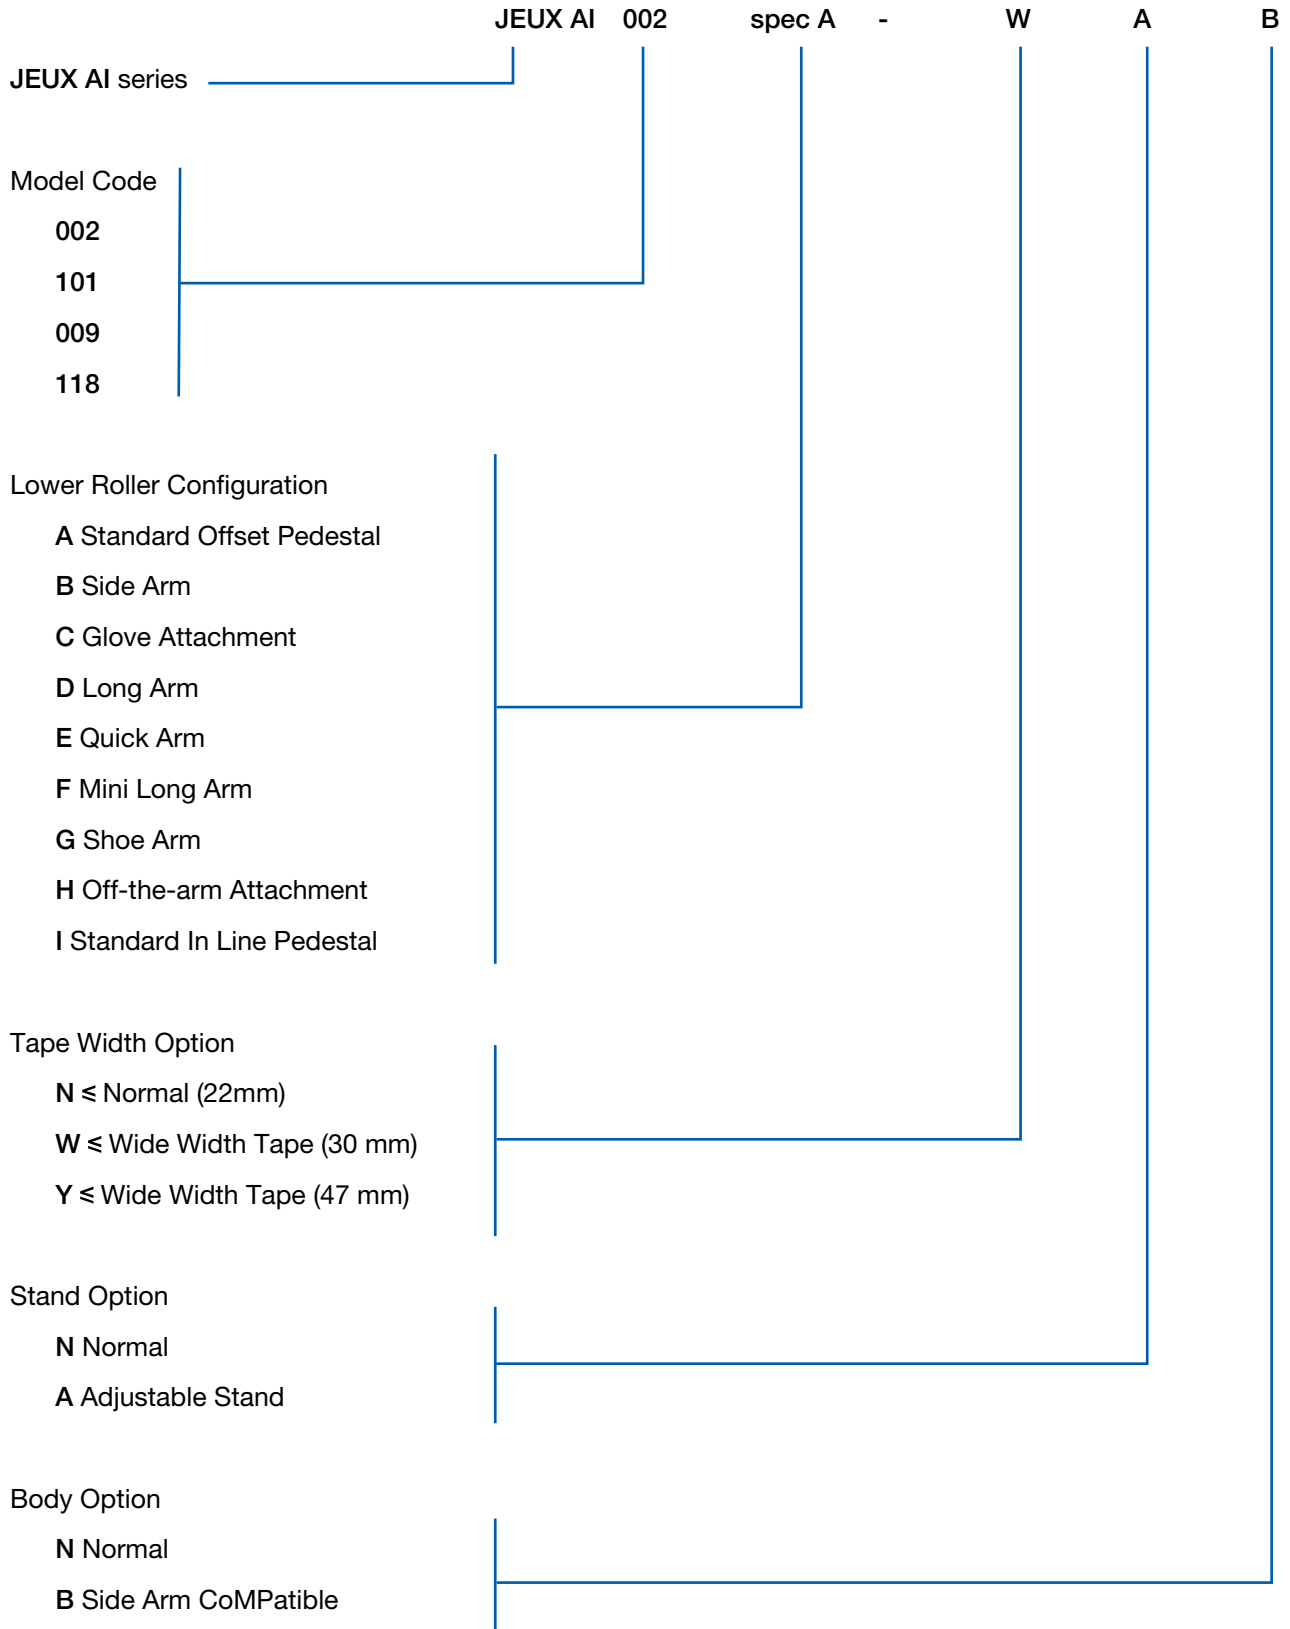 JEUX AI 002 spec A - W A B
JEUX AI series
Model Code
002
101
009
118
Lower Roller Configuration
A Standard Offset Pedestal
B Side Arm
C Glove Attachment
D Long Arm
E Quick Arm
F Mini Long Arm
G Shoe Arm
H Off-the-arm Attachment
I Standard In Line Pedestal
Tape Width Option
N ≤ Normal (22mm)
W ≤ Wide Width Tape (30 mm)
Y ≤ Wide Width Tape (47 mm)
Stand Option
N Normal
A Adjustable Stand
Body Option
N Normal
B Side Arm CoMPatible